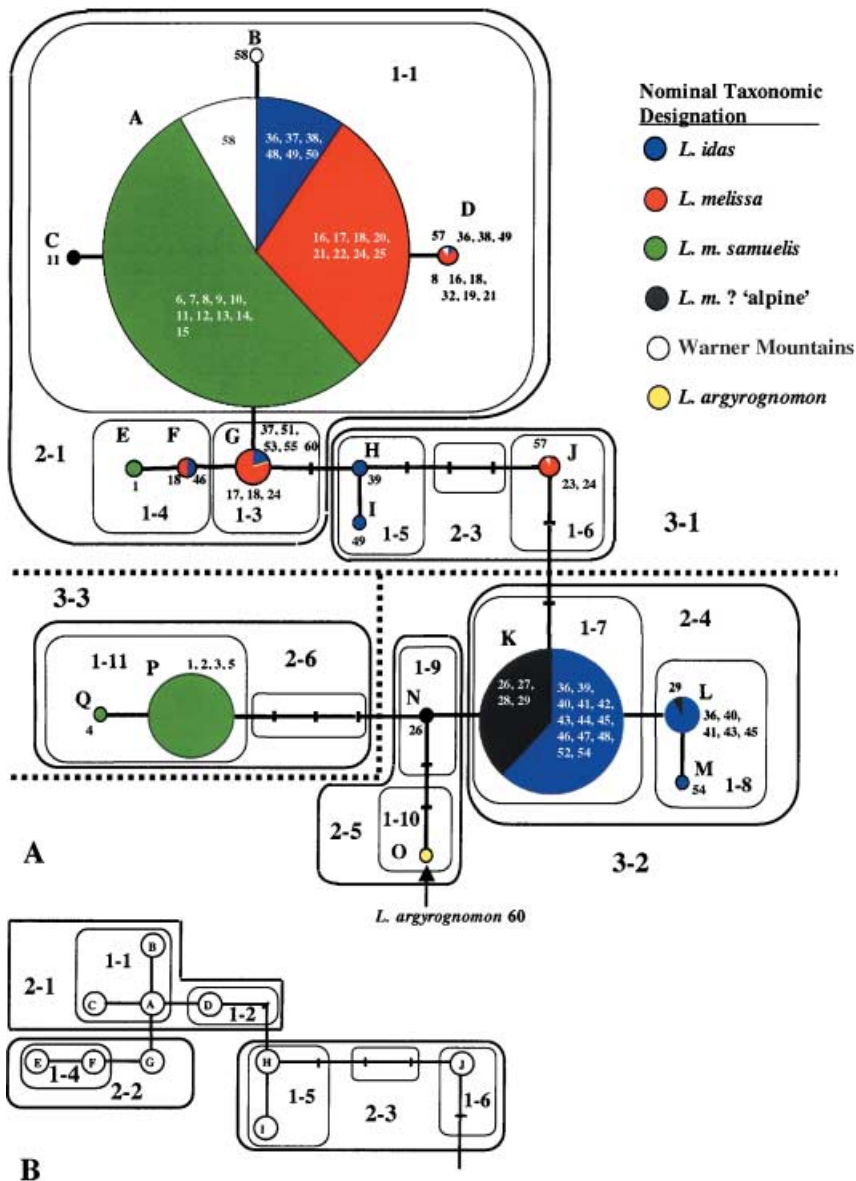 B
58
1-1
A
58
36, 37, 38,
48, 49, 50
Nominal Taxonomic
Designation
L. idas
L. melissa
L. m. samuelis
L. m. ? ‘alpine’
Warner Mountains
L. argyrognomon
D
57 36, 38, 49
8 16, 18,
32, 19, 21
16, 17, 18, 20,
21, 22, 24, 25
C
11
6, 7, 8, 9, 10,
11, 12, 13, 14,
15
2-1
E
F
G
37, 51,
53, 55 60
1
18
46
17, 18, 24
1-4
1-3
H
39
I
49
1-5
2-3
57
J
23, 24
1-6
3-1
3-3
1-11
P
1, 2, 3, 5
Q
4
2-6
1-9
N
26
K
1-7
2-4
26, 27,
28, 29
36, 39,
40, 41, 42,
43, 44, 45,
46, 47, 48,
52, 54
29
L
36, 40,
41, 43, 45
M
54
1-8
2-5
1-10
O
3-2
A
L. argyrognomon 60
2-1
1-1
B
C
A
D
1-2
E
F
G
1-4
2-2
H
I
1-5
2-3
J
1-6
B